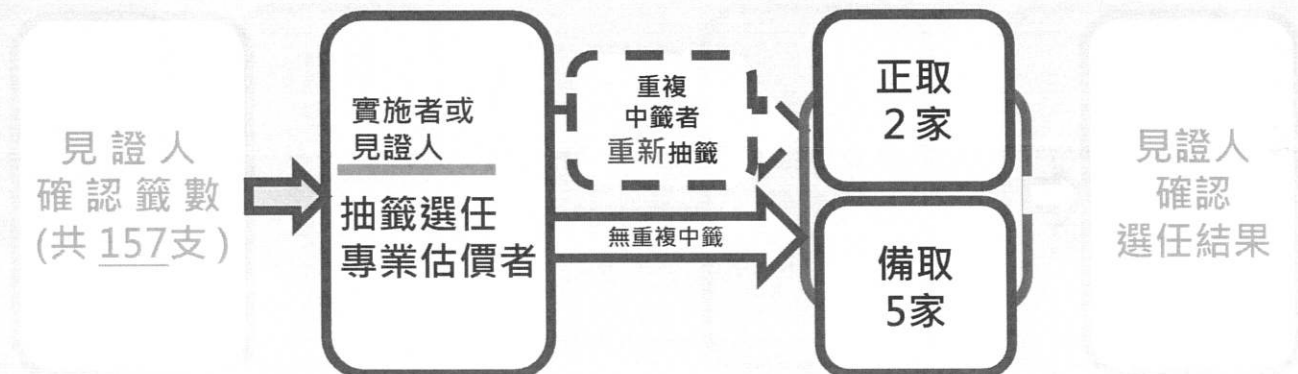 見證人
確認籤數
(共157支)
實施者或
見證人
抽籤選任
專業估價者
重複
中籤者
重新抽籤
無重複中籤
正取
2家
備取
5家
見證人
確認
選任結果